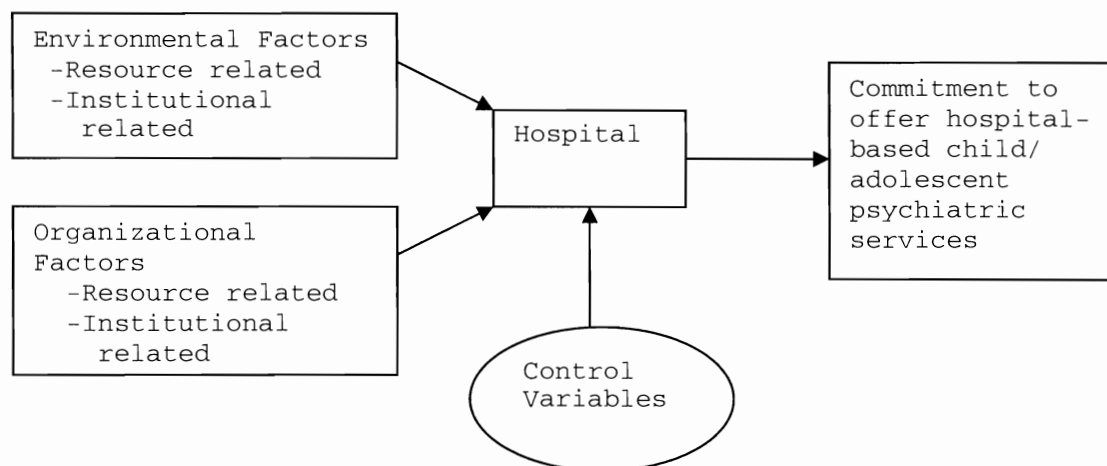 Environmental Factors
-Resource related
-Institutional
related
Organizational
Factors
-Resource related
-Institutional
related
Hospital
Control
Variables
Commitment to
offer hospital-
based child/
adolescent
psychiatric
services